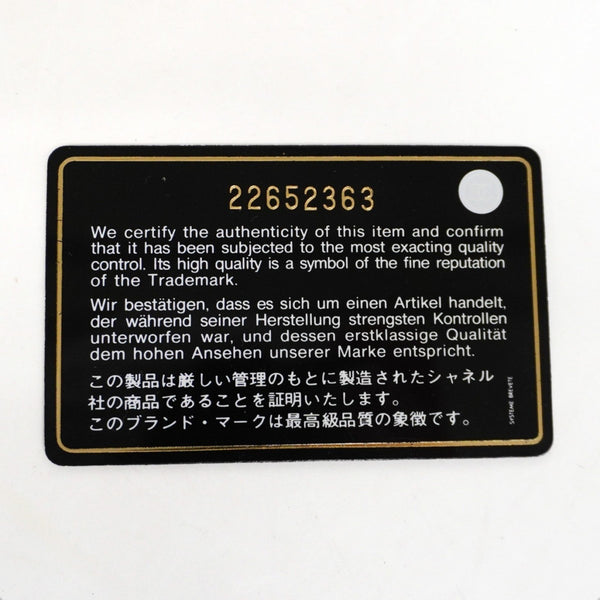 22652363
We certify the authenticity of this item and confirm
that it has been subjected to the most exacting quality
control. Its high quality is a symbol of the fine reputation
of the Trademark.
Wir bestätigen, dass es sich um einen Artikel handelt,
der während seiner Herstellung strengsten Kontrollen
unterworfen war, und dessen erstklassige Qualität
dem hohen Ansehen unserer Marke entspricht.
この製品は厳しい管理のもとに製造されたシャネル
社の商品であることを証明いたします。
このブランド・マークは最高級品質の象徴です。
SYSTEME BREVETE